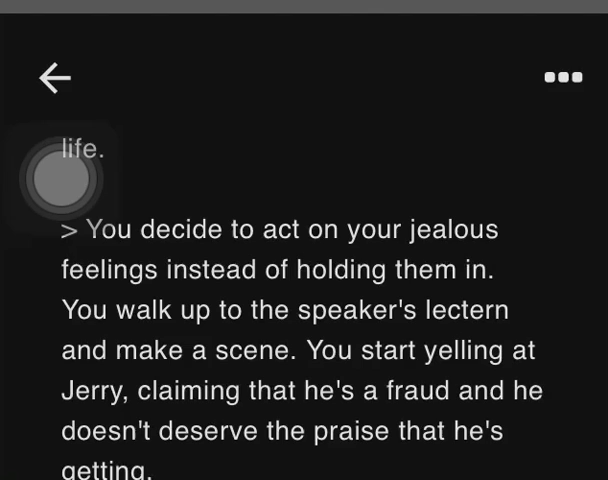 life.
> You decide to act on your jealous
feelings instead of holding them in.
You walk up to the speaker's lectern
and make a scene. You start yelling at
Jerry, claiming that he's a fraud and he
doesn't deserve the praise that he's
getting.